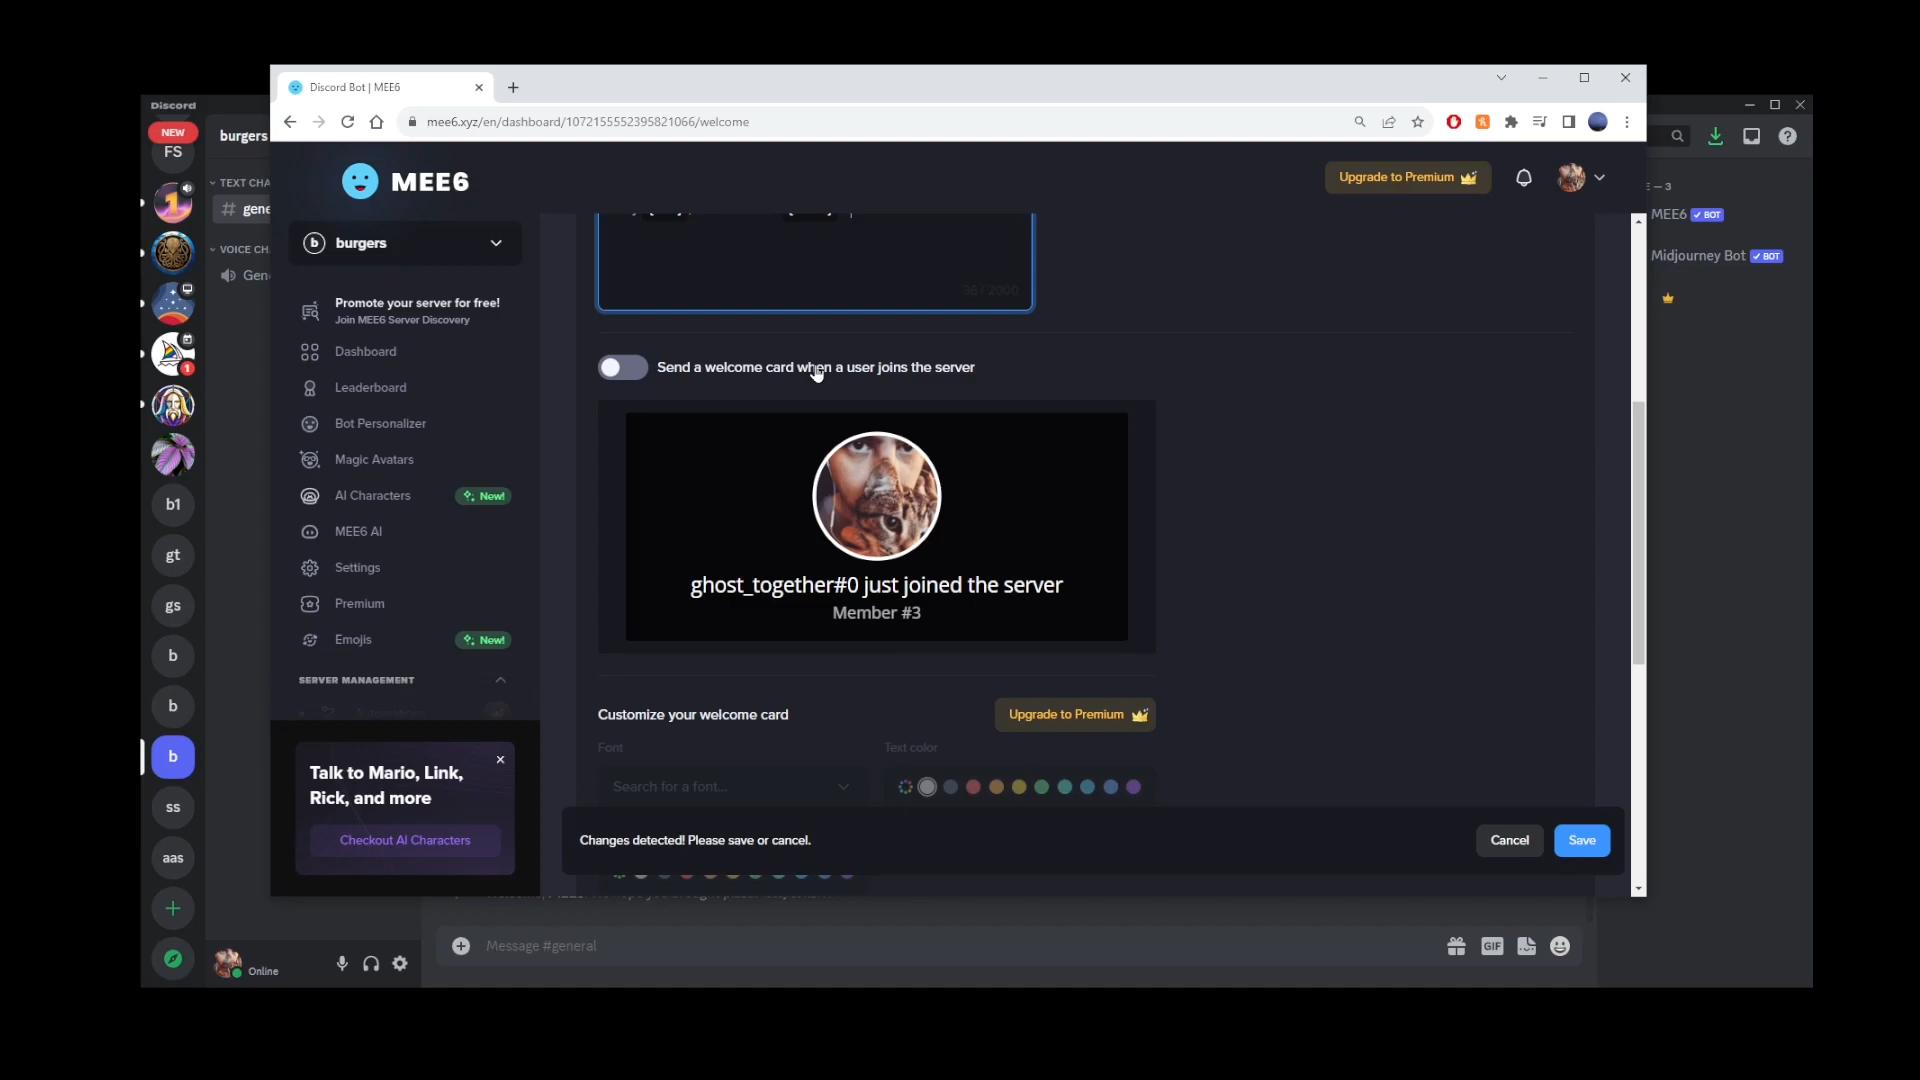 Discord Bot | MEE6
mee6.xyz/en/dashboard/1072155552395821066/welcome
Discord
NEW
FS
1
b1
gt
gs
b
b
b
ss
aas
burgers
TEXT CHA
# gene
VOICE CH
Gen
MEE6
Upgrade to Premium
burgers
Promote your server for free!
Join MEE6 Server Discovery
Dashboard
Leaderboard
Bot Personalizer
Magic Avatars
AI Characters New!
MEE6 AI
Settings
Premium
Emojis New!
SERVER MANAGEMENT
Talk to Mario, Link,
Rick, and more
Checkout AI Characters
36 / 2000
Send a welcome card when a user joins the server
ghost_together#0 just joined the server
Member #3
Customize your welcome card
Upgrade to Premium
Font
Text color
Search for a font...
Changes detected! Please save or cancel.
Cancel
Save
E — 3
MEE6 BOT
Midjourney Bot BOT
Online
Message #general
GIF